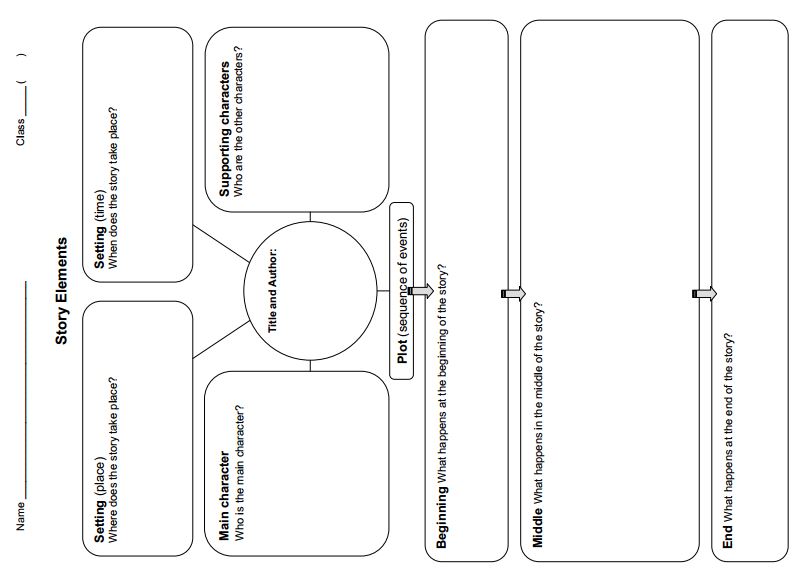 Name ________________________________ Class _____ ( )
Story Elements
Setting (place)
Where does the story take place?
Setting (time)
When does the story take place?
Main character
Who is the main character?
Supporting characters
Who are the other characters?
Title and Author:
Plot (sequence of events)
Beginning What happens at the beginning of the story?
Middle What happens in the middle of the story?
End What happens at the end of the story?